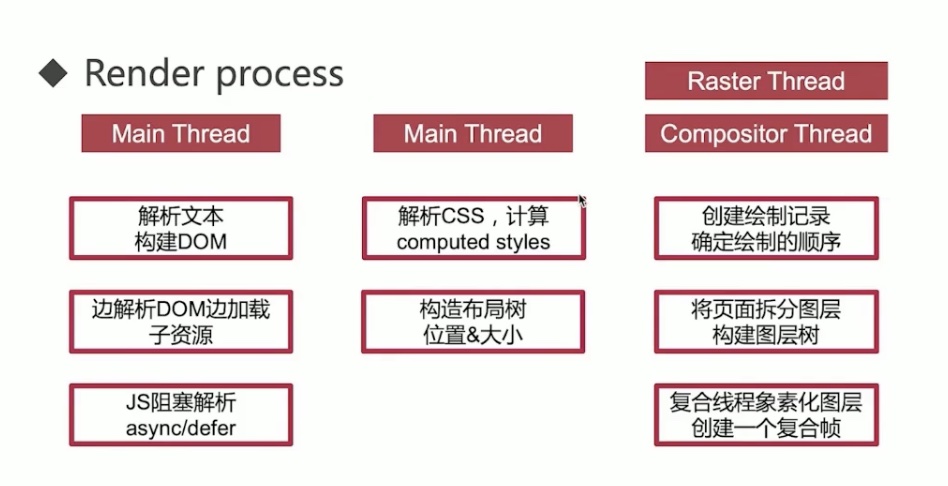 ◆ Render process
Main Thread
解析文本
构建DOM
边解析DOM边加载
子资源
JS阻塞解析
async/defer
Main Thread
解析CSS，计算
computed styles
构造布局树
位置&大小
Raster Thread
Compositor Thread
创建绘制记录
确定绘制的顺序
将页面拆分图层
构建图层树
复合线程象素化图层
创建一个复合帧